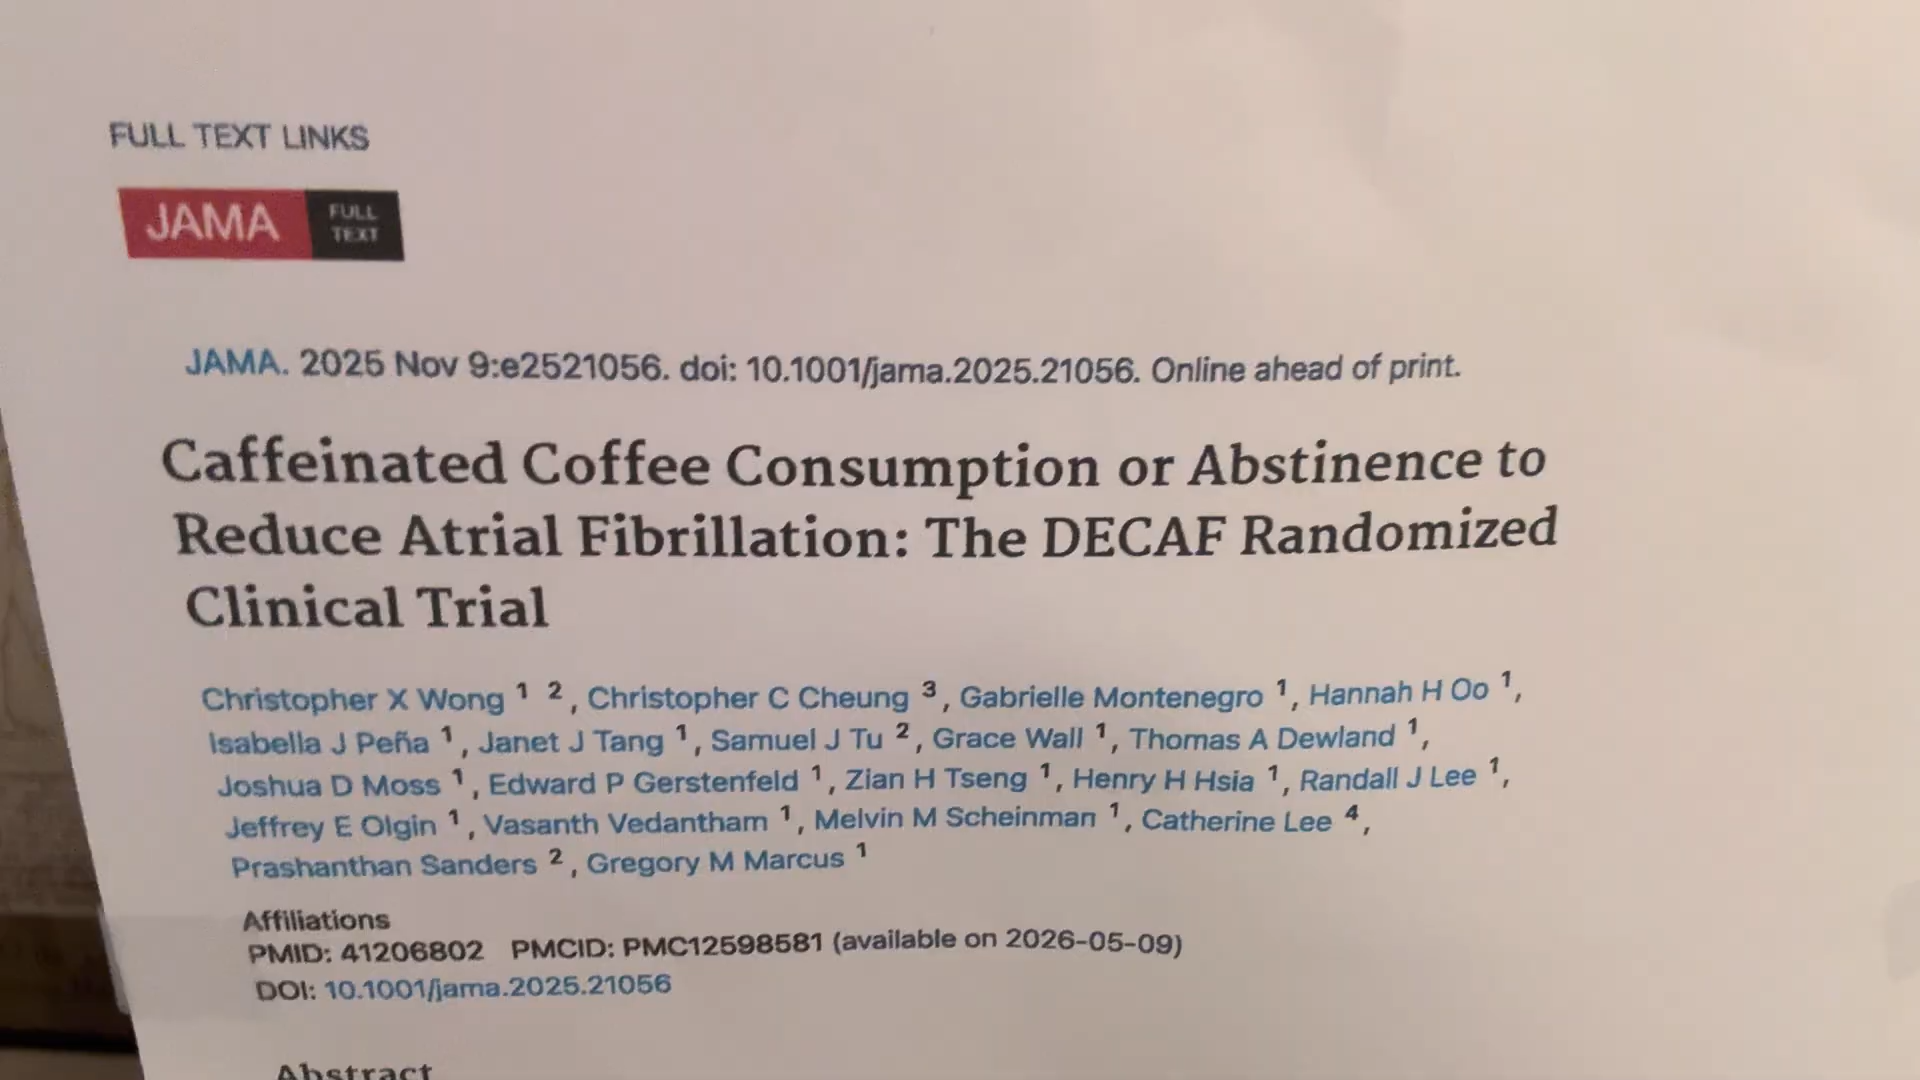 FULL TEXT LINKS
JAMA FULL TEXT
JAMA. 2025 Nov 9:e2521056. doi: 10.1001/jama.2025.21056. Online ahead of print.
Caffeinated Coffee Consumption or Abstinence to
Reduce Atrial Fibrillation: The DECAF Randomized
Clinical Trial
Christopher X Wong 1 2, Christopher C Cheung 3, Gabrielle Montenegro 1, Hannah H Oo 1,
Isabella J Peña 1, Janet J Tang 1, Samuel J Tu 2, Grace Wall 1, Thomas A Dewland 1,
Joshua D Moss 1, Edward P Gerstenfeld 1, Zian H Tseng 1, Henry H Hsia 1, Randall J Lee 1,
Jeffrey E Olgin 1, Vasanth Vedantham 1, Melvin M Scheinman 1, Catherine Lee 4,
Prashanthan Sanders 2, Gregory M Marcus 1
Affiliations
PMID: 41206802 PMCID: PMC12598581 (available on 2026-05-09)
DOI: 10.1001/jama.2025.21056
Abstract